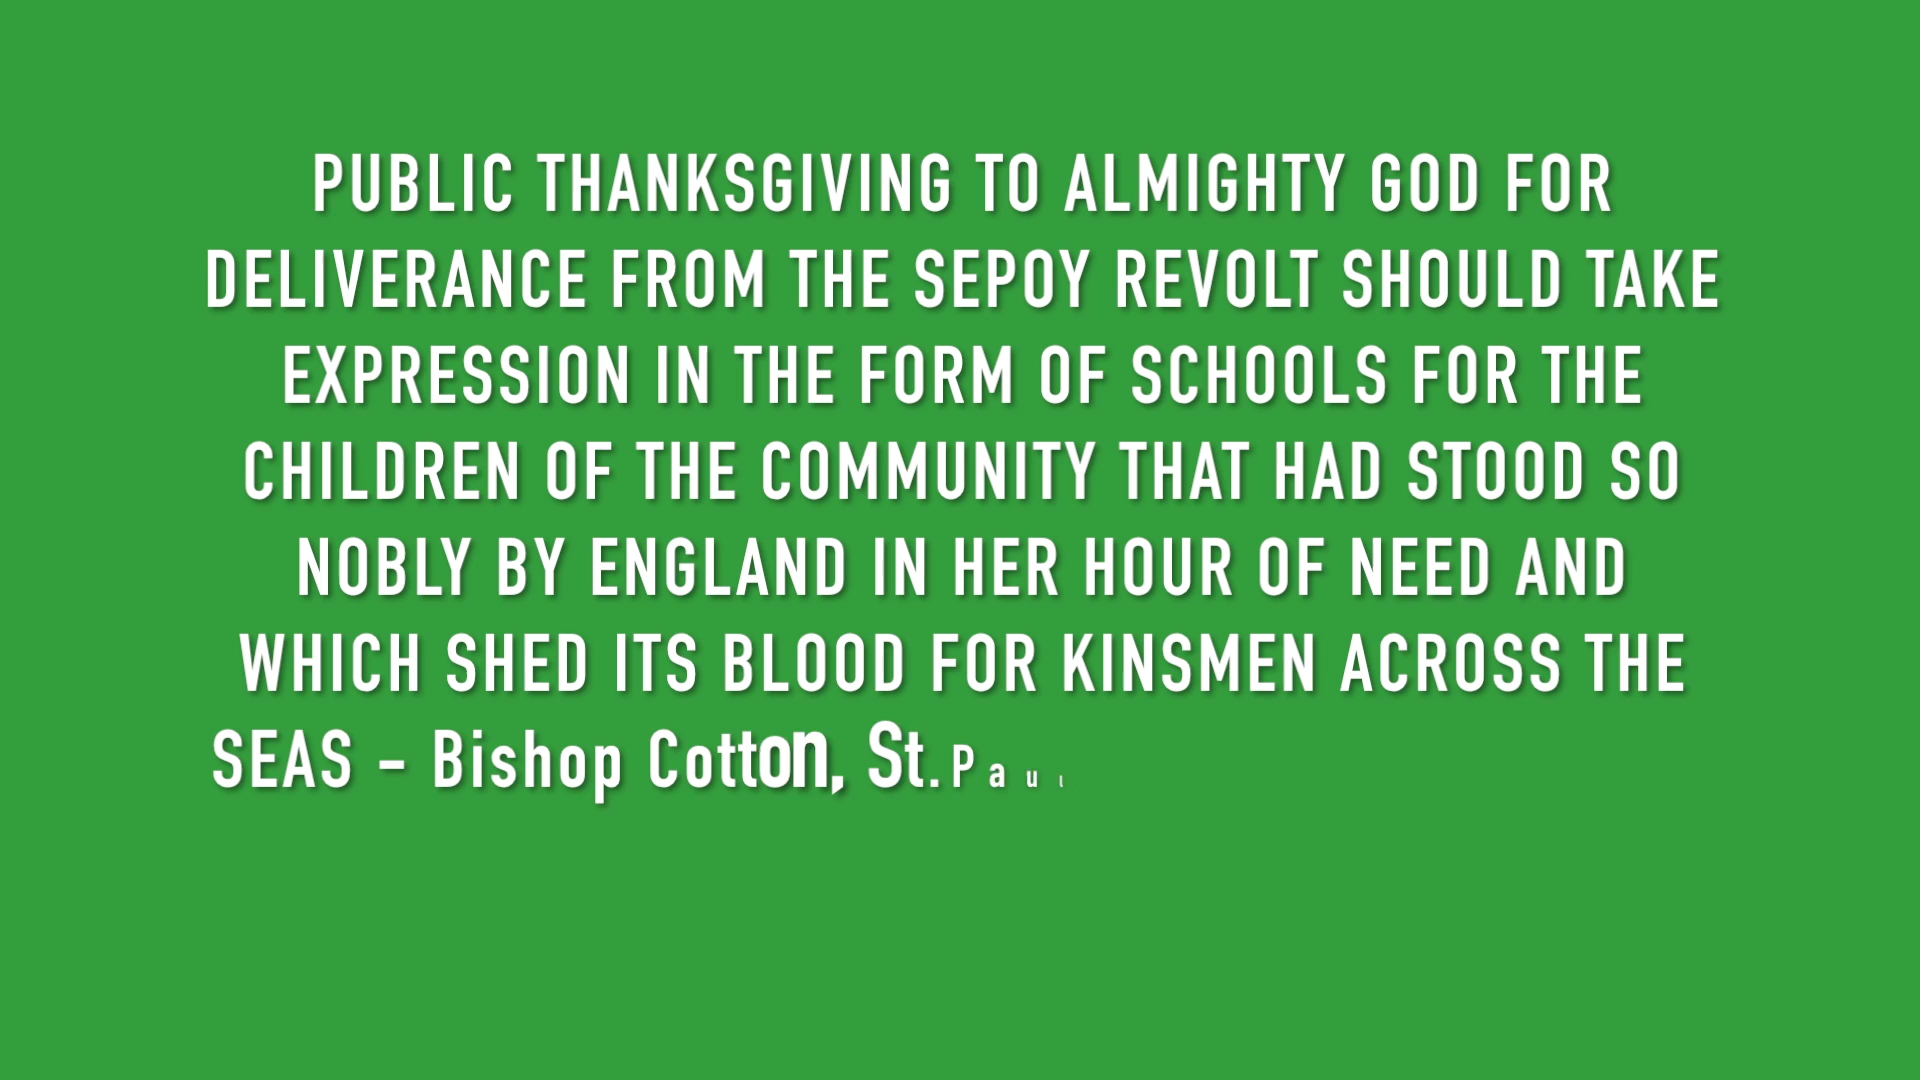 PUBLIC THANKSGIVING TO ALMIGHTY GOD FOR
DELIVERANCE FROM THE SEPOY REVOLT SHOULD TAKE
EXPRESSION IN THE FORM OF SCHOOLS FOR THE
CHILDREN OF THE COMMUNITY THAT HAD STOOD SO
NOBLY BY ENGLAND IN HER HOUR OF NEED AND
WHICH SHED ITS BLOOD FOR KINSMEN ACROSS THE
SEAS – Bishop Cotton, St. Paul